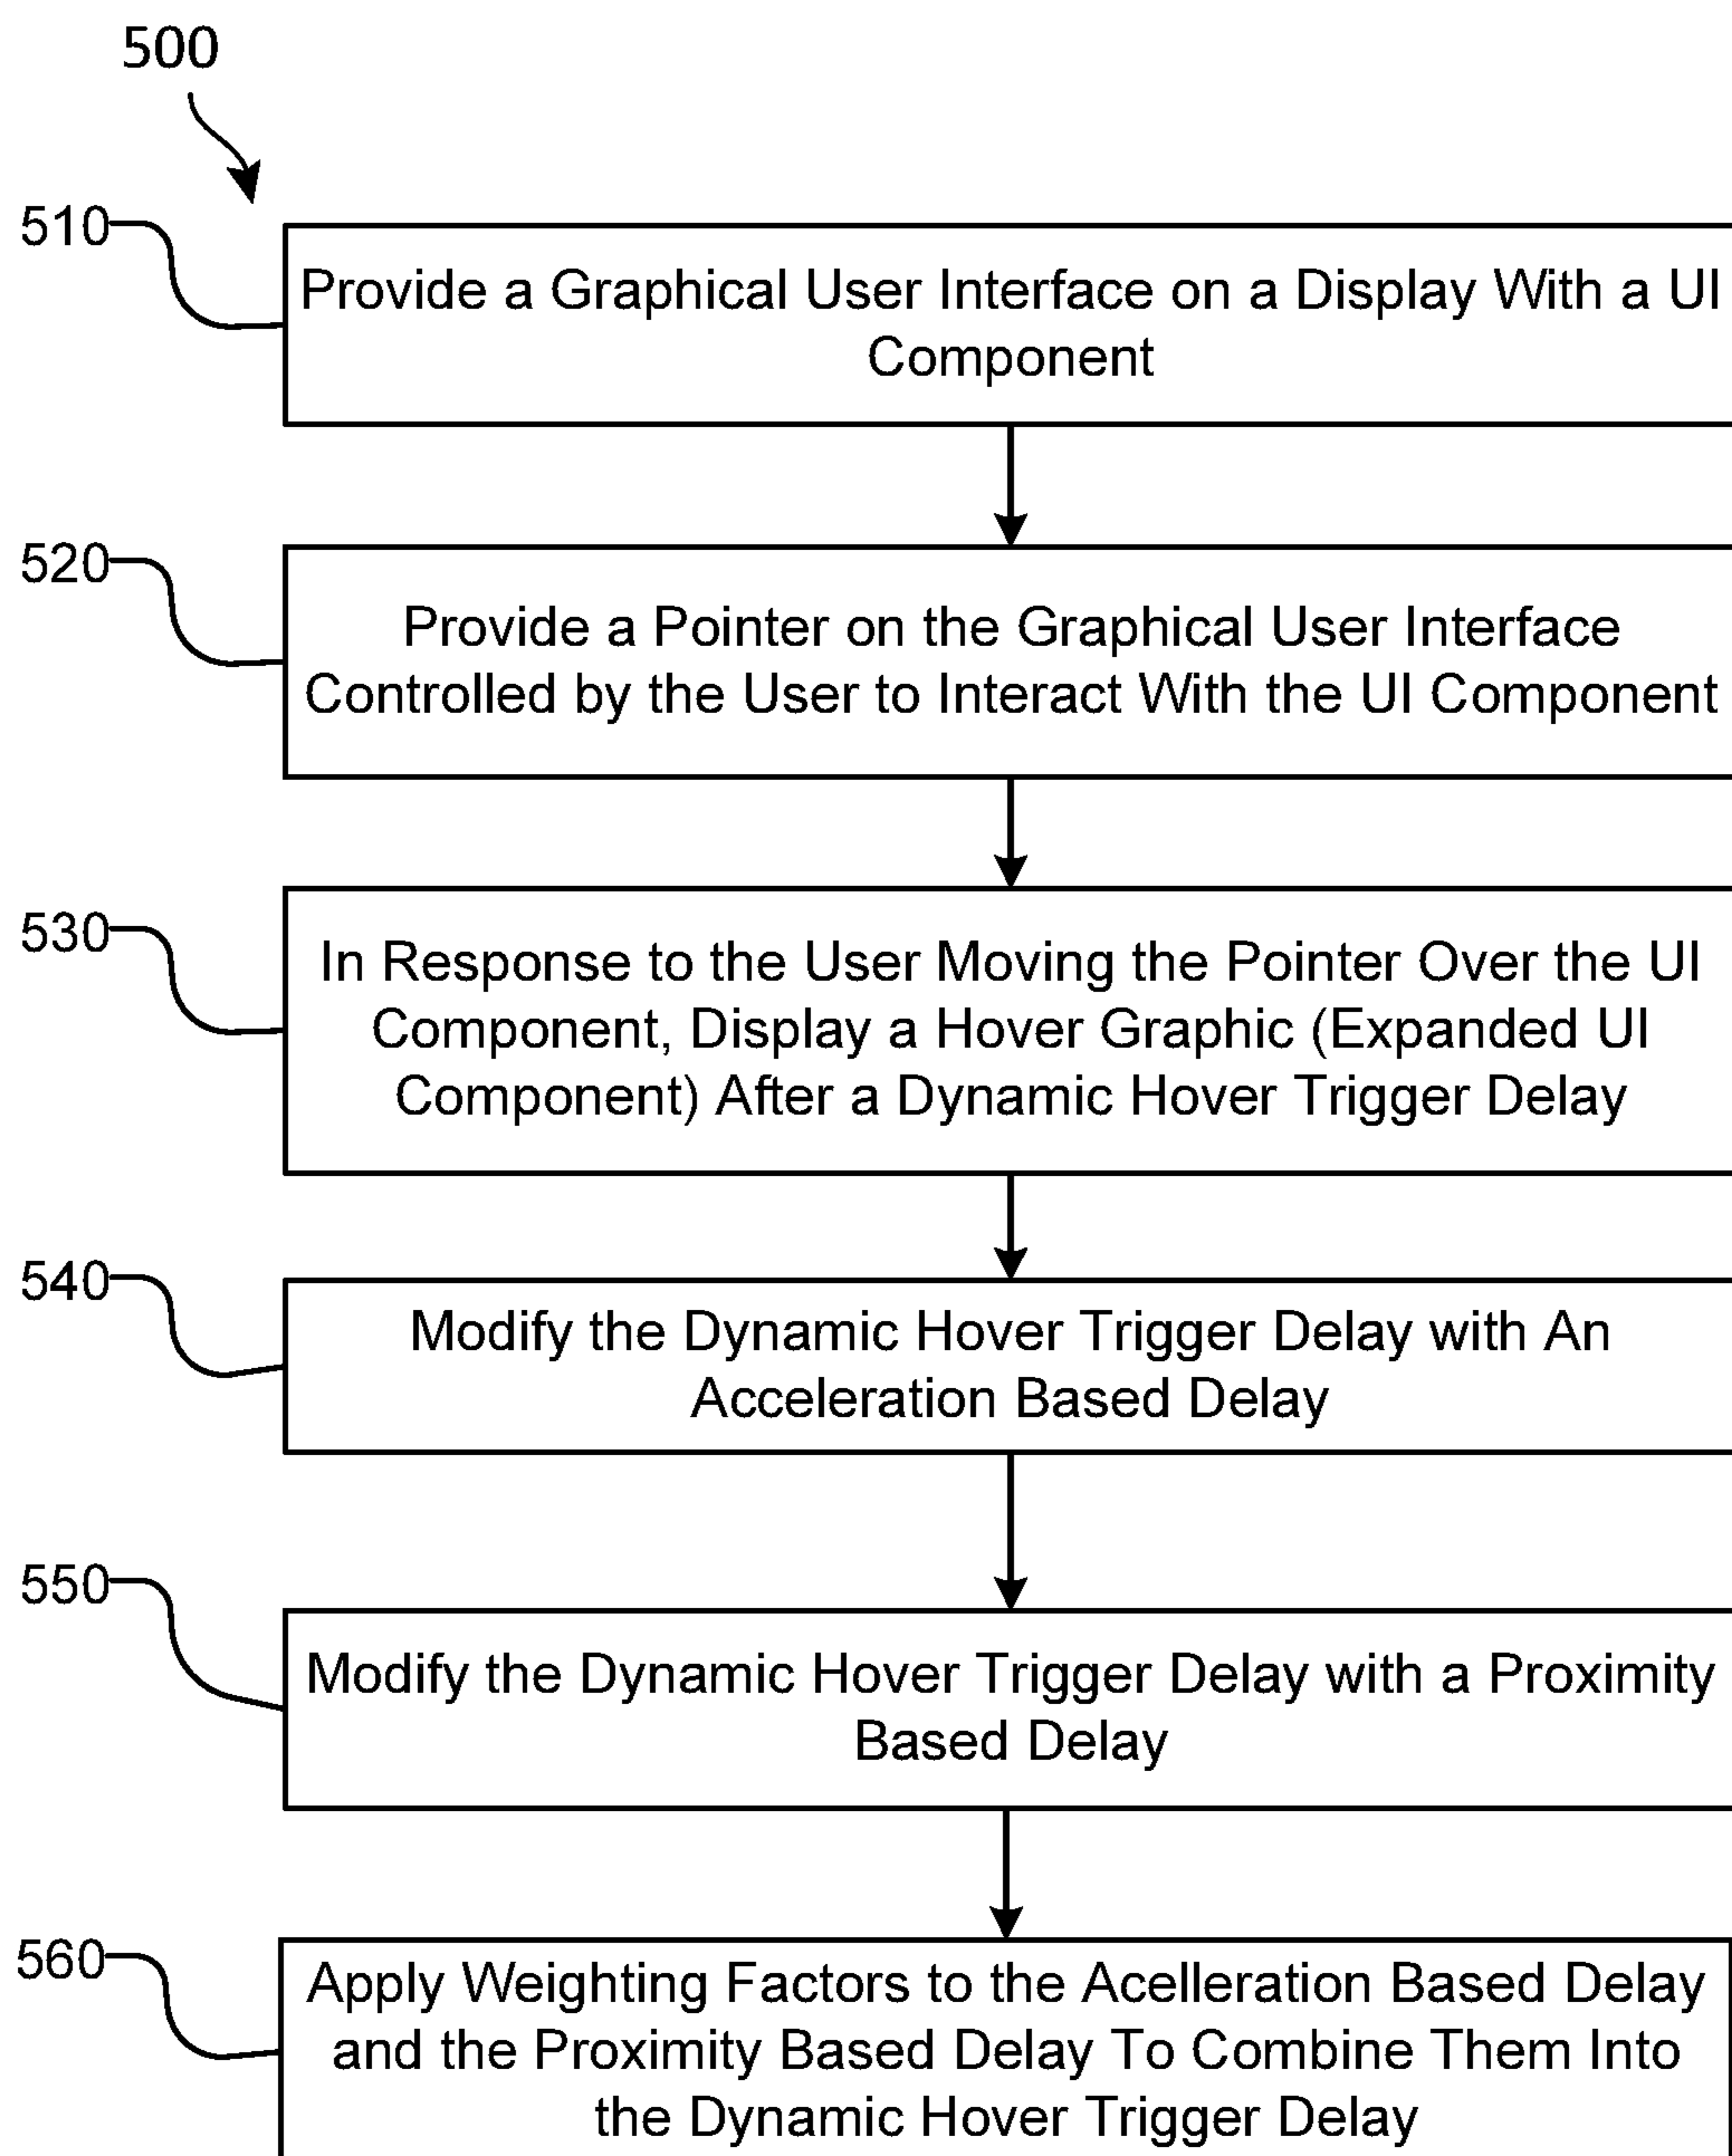 500
510
Provide a Graphical User Interface on a Display With a UI
Component
520
Provide a Pointer on the Graphical User Interface
Controlled by the User to Interact With the UI Component
530
In Response to the User Moving the Pointer Over the UI
Component, Display a Hover Graphic (Expanded UI
Component) After a Dynamic Hover Trigger Delay
540
Modify the Dynamic Hover Trigger Delay with An
Acceleration Based Delay
550
Modify the Dynamic Hover Trigger Delay with a Proximity
Based Delay
560
Apply Weighting Factors to the Acelleration Based Delay
and the Proximity Based Delay To Combine Them Into
the Dynamic Hover Trigger Delay